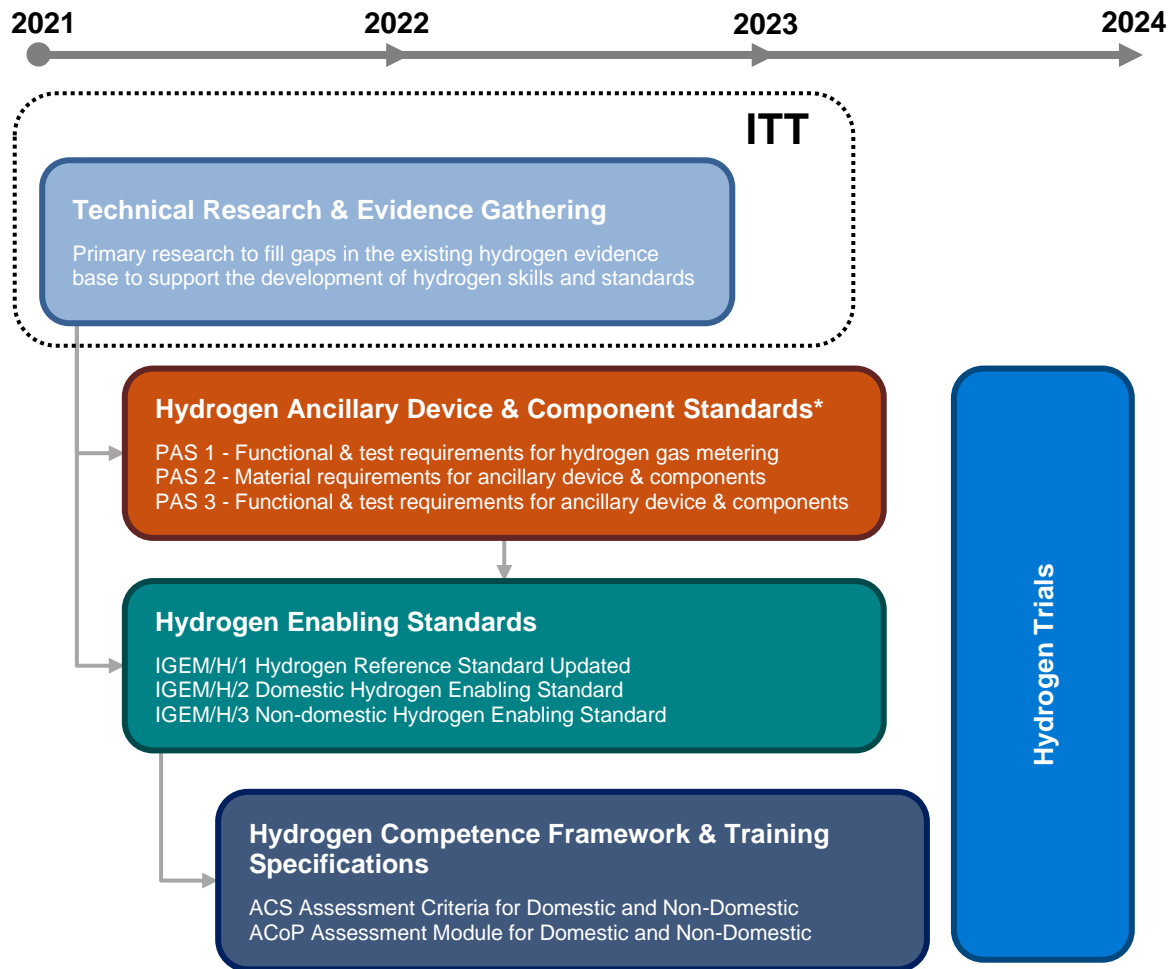 2021 2022 2023 2024
ITT
Technical Research & Evidence Gathering
Primary research to fill gaps in the existing hydrogen evidence
base to support the development of hydrogen skills and standards
Hydrogen Ancillary Device & Component Standards*
PAS 1 - Functional & test requirements for hydrogen gas metering
PAS 2 - Material requirements for ancillary device & components
PAS 3 - Functional & test requirements for ancillary device & components
Hydrogen Enabling Standards
IGEM/H/1 Hydrogen Reference Standard Updated
IGEM/H/2 Domestic Hydrogen Enabling Standard
IGEM/H/3 Non-domestic Hydrogen Enabling Standard
Hydrogen Competence Framework & Training
Specifications
ACS Assessment Criteria for Domestic and Non-Domestic
ACoP Assessment Module for Domestic and Non-Domestic
Hydrogen Trials